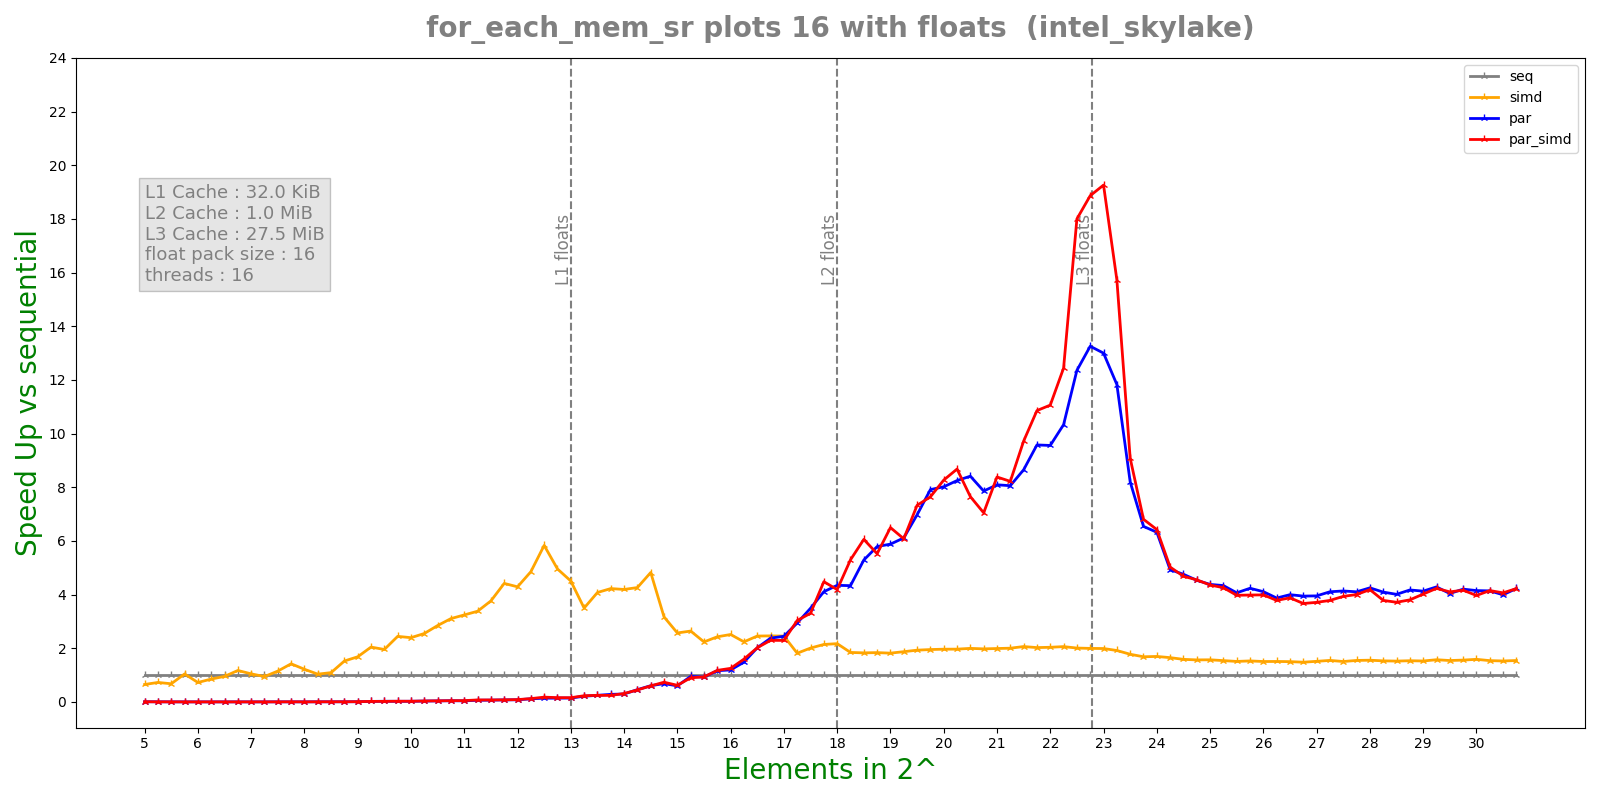 for_each_mem_sr plots 16 with floats  (intel_skylake)
24
22
20
18
16
14
12
10
8
6
4
2
0
Speed Up vs sequential
L1 Cache : 32.0 KiB
L2 Cache : 1.0 MiB
L3 Cache : 27.5 MiB
float pack size : 16
threads : 16
L1 floats
L2 floats
L3 floats
seq
simd
par
par_simd
5 6 7 8 9 10 11 12 13 14 15 16 17 18 19 20 21 22 23 24 25 26 27 28 29 30
Elements in 2^